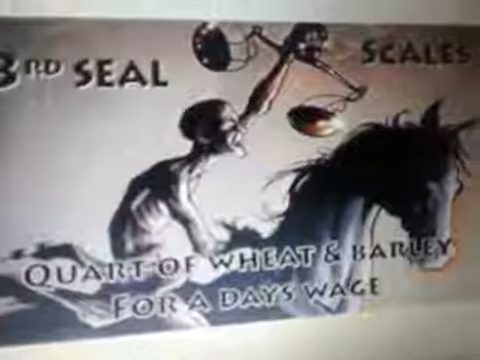 3RD SEAL
SCALES
QUART OF WHEAT & BARLEY
FOR A DAYS WAGE